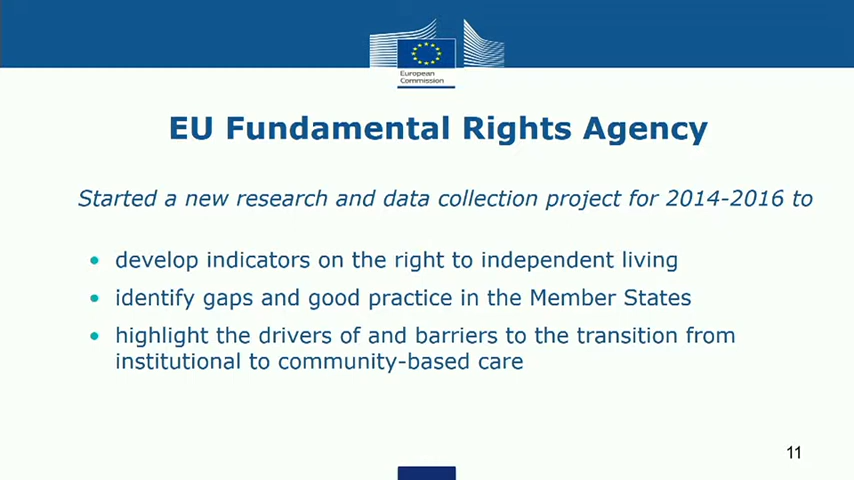 European
Commission
EU Fundamental Rights Agency
Started a new research and data collection project for 2014-2016 to
• develop indicators on the right to independent living
• identify gaps and good practice in the Member States
• highlight the drivers of and barriers to the transition from
institutional to community-based care
11